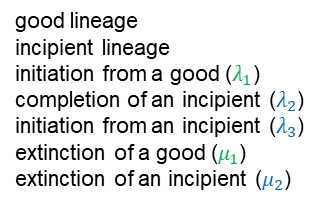 good lineage
incipient lineage
initiation from a good (λ₁)
completion of an incipient (λ₂)
initiation from an incipient (λ₃)
extinction of a good (μ₁)
extinction of an incipient (μ₂)